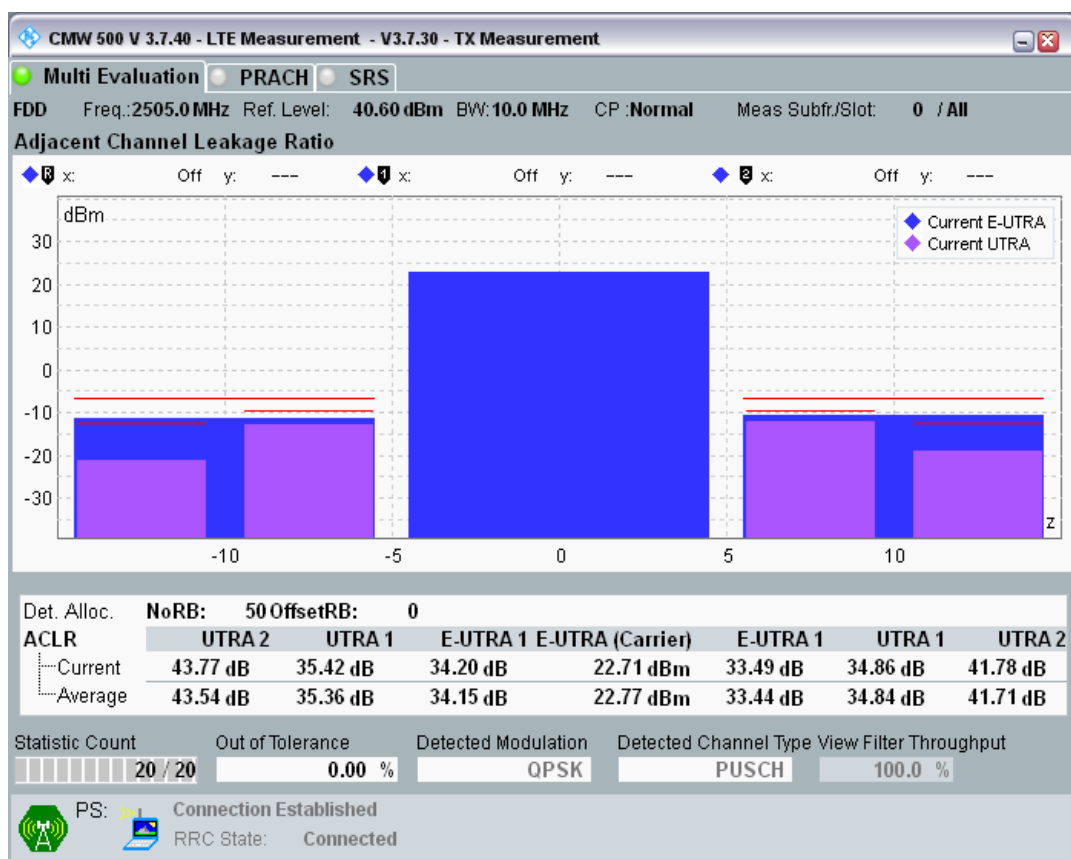 CMW 500 V 3.7.40 - LTE Measurement - V3.7.30 - TX Measurement
Multi Evaluation PRACH SRS
FDD Freq.:2505.0 MHz Ref. Level: 40.60 dBm BW: 10.0 MHz CP :Normal Meas Subfr./Slot: 0 / All
Adjacent Channel Leakage Ratio
R x: Off y: --- 1 x: Off y: --- 2 x: Off y: ---
dBm
Current E-UTRA
Current UTRA
30
20
10
0
-10
-20
-30
z
-10 -5 0 5 10
Det. Alloc. NoRB: 50 OffsetRB: 0
ACLR UTRA 2 UTRA 1 E-UTRA 1 E-UTRA (Carrier) E-UTRA 1 UTRA 1 UTRA 2
Current 43.77 dB 35.42 dB 34.20 dB 22.71 dBm 33.49 dB 34.86 dB 41.78 dB
Average 43.54 dB 35.36 dB 34.15 dB 22.77 dBm 33.44 dB 34.84 dB 41.71 dB
Statistic Count Out of Tolerance Detected Modulation Detected Channel Type View Filter Throughput
20 / 20 0.00 % QPSK PUSCH 100.0 %
PS: Connection Established
RRC State: Connected